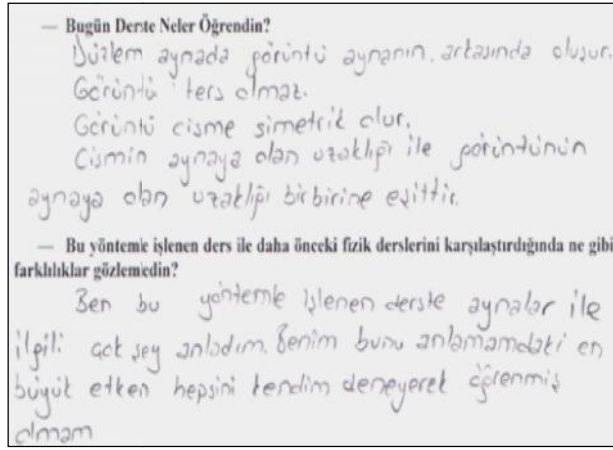 — Bugün Derste Neler Öğrendin?
Düzlem aynada görüntü aynanın arkasında oluşur.
Görüntü ters olmaz.
Görüntü cisme simetrik olur.
Cismin aynaya olan uzaklığı ile görüntünün
aynaya olan uzaklığı birbirine eşittir.
— Bu yöntemle işlenen ders ile daha önceki fizik derslerini karşılaştırdığında ne gibi
farklılıklar gözlemedin?
Ben bu yöntemle işlenen derste aynalar ile
ilgili çok şey anladım. Benim bunu anlamamdaki en
büyük etken hepsini kendim deneyerek öğrenmiş
olmam